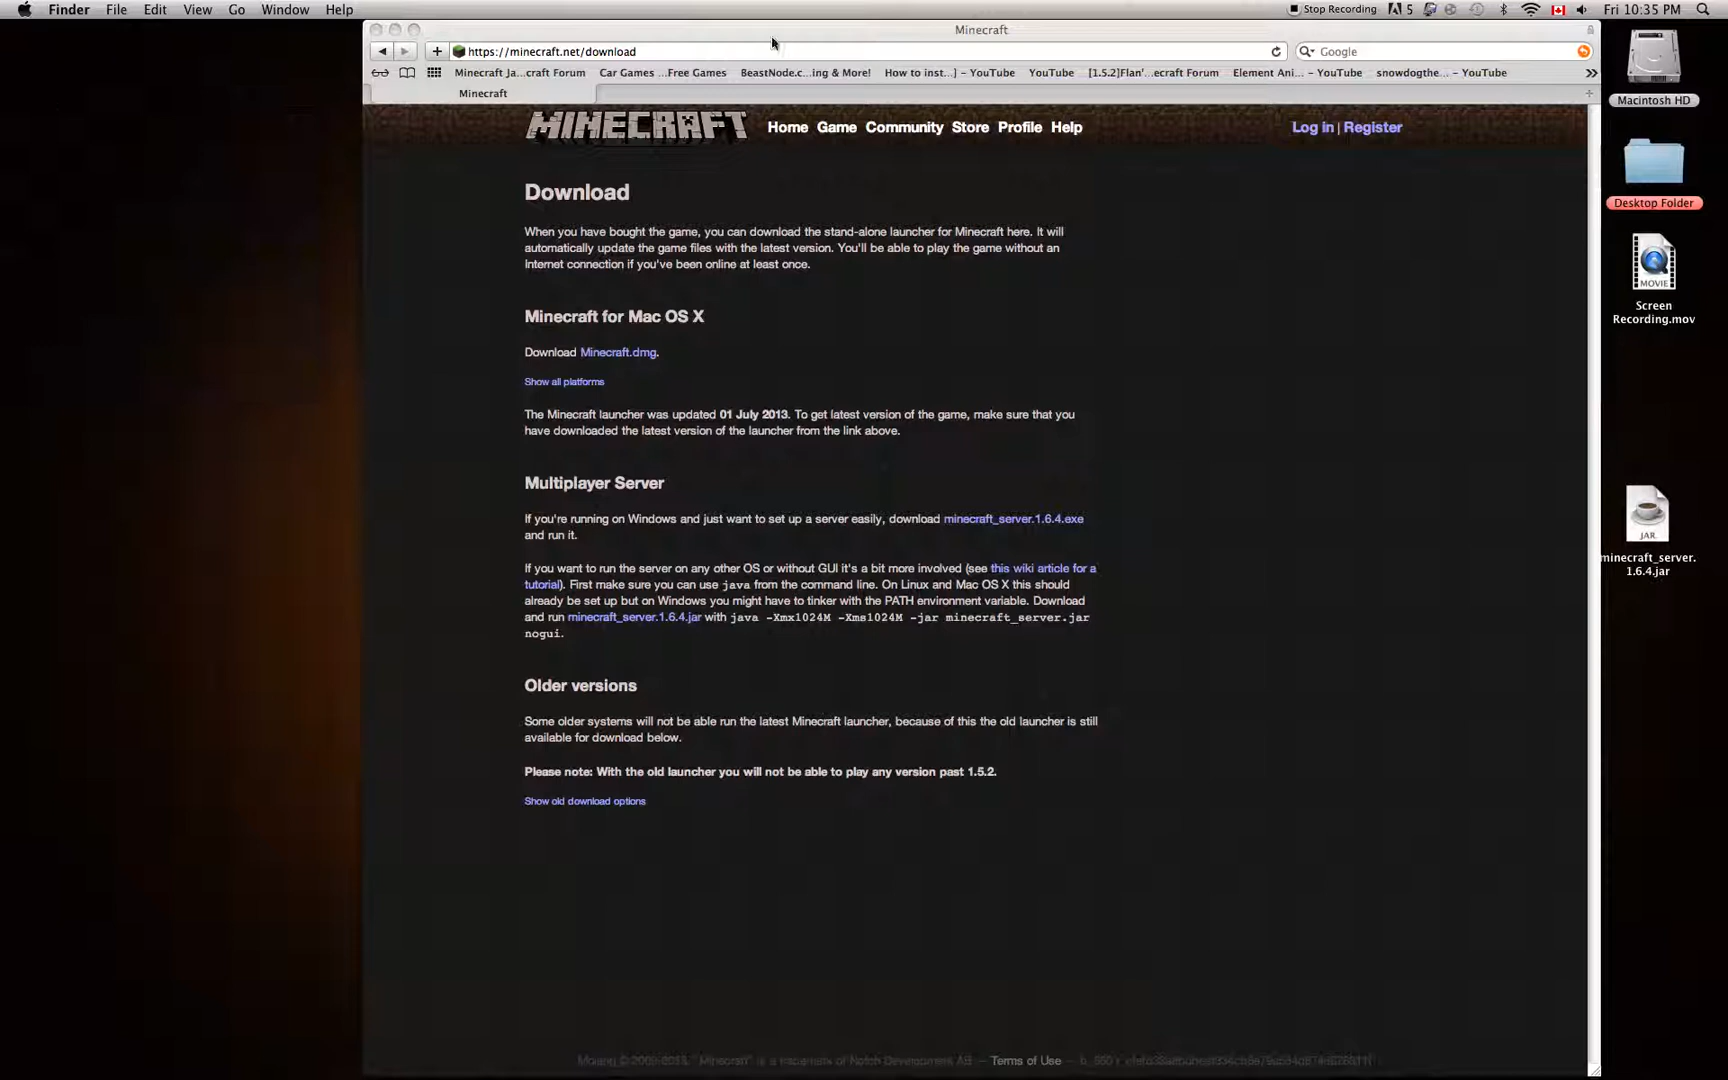 Finder File Edit View Go Window Help
Stop Recording
5
Fri 10:35 PM
Minecraft
https://minecraft.net/download
Google
Minecraft Ja...craft Forum
Car Games ...Free Games
BeastNode.c...ing & More!
How to inst...] – YouTube
YouTube
[1.5.2]Flan'...ecraft Forum
Element Ani... – YouTube
snowdogthe... – YouTube
Minecraft
MINECRAFT
Home Game Community Store Profile Help
Log in | Register
Download
When you have bought the game, you can download the stand-alone launcher for Minecraft here. It will
automatically update the game files with the latest version. You'll be able to play the game without an
Internet connection if you've been online at least once.
Minecraft for Mac OS X
Download Minecraft.dmg.
Show all platforms
The Minecraft launcher was updated 01 July 2013. To get latest version of the game, make sure that you
have downloaded the latest version of the launcher from the link above.
Multiplayer Server
If you're running on Windows and just want to set up a server easily, download minecraft_server.1.6.4.exe
and run it.
If you want to run the server on any other OS or without GUI it's a bit more involved (see this wiki article for a
tutorial). First make sure you can use java from the command line. On Linux and Mac OS X this should
already be set up but on Windows you might have to tinker with the PATH environment variable. Download
and run minecraft_server.1.6.4.jar with java -Xmx1024M -Xms1024M -jar minecraft_server.jar
nogui.
Older versions
Some older systems will not be able run the latest Minecraft launcher, because of this the old launcher is still
available for download below.
Please note: With the old launcher you will not be able to play any version past 1.5.2.
Show old download options
Mojang © 2009-2013. "Minecraft" is a trademark of Notch Development AB — Terms of Use —
Macintosh HD
Desktop Folder
MOVIE
Screen
Recording.mov
JAR
minecraft_server.
1.6.4.jar